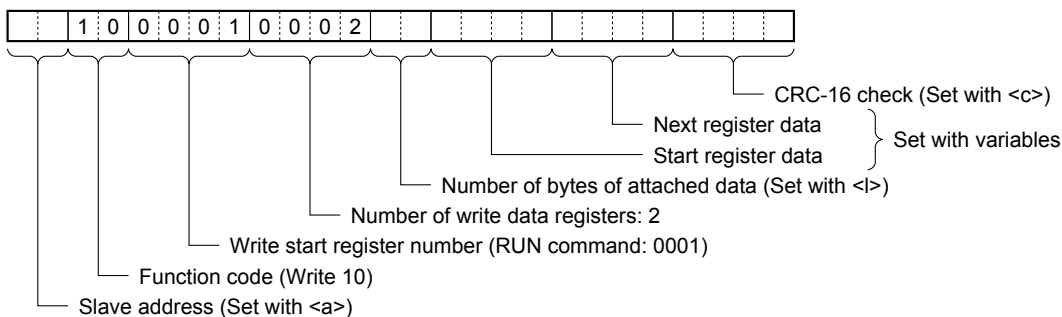 1 0 0 0 0 1 0 0 0 2
CRC-16 check (Set with <c>)
Next register data
Set with variables
Start register data
Number of bytes of attached data (Set with <l>)
Number of write data registers: 2
Write start register number (RUN command: 0001)
Function code (Write 10)
Slave address (Set with <a>)